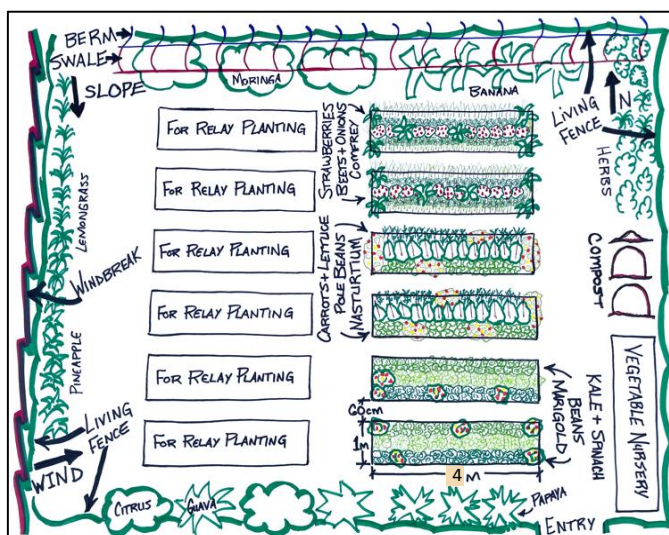 BERM
SWALE
SLOPE
MORINGA
BANANA
LIVING
FENCE
N
HERBS
LEMONGRASS
WINDBREAK
PINEAPPLE
LIVING
FENCE
WIND
FOR RELAY PLANTING
FOR RELAY PLANTING
FOR RELAY PLANTING
FOR RELAY PLANTING
FOR RELAY PLANTING
FOR RELAY PLANTING
STRAWBERRIES
BEETS + ONIONS
COMFREY
CARROTS + LETTUCE
POLE BEANS
NASTURTIUM
60cm
1m
4 M
KALE + SPINACH
BEANS
MARIGOLD
COMPOST
VEGETABLE NURSERY
CITRUS
GUAVA
PAPAYA
ENTRY